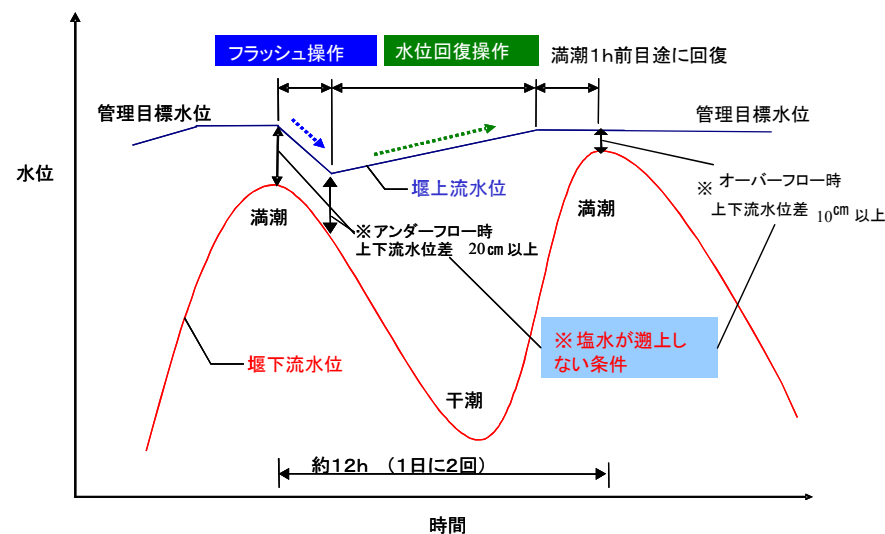 フラッシュ操作
水位回復操作
満潮1h前目途に回復
管理目標水位
管理目標水位
水位
堰上流水位
満潮
※アンダーフロー時
上下流水位差 20㎝以上
満潮
※ オーバーフロー時
上下流水位差 10㎝ 以上
※塩水が遡上し
ない条件
堰下流水位
干潮
約12h (1日に2回)
時間